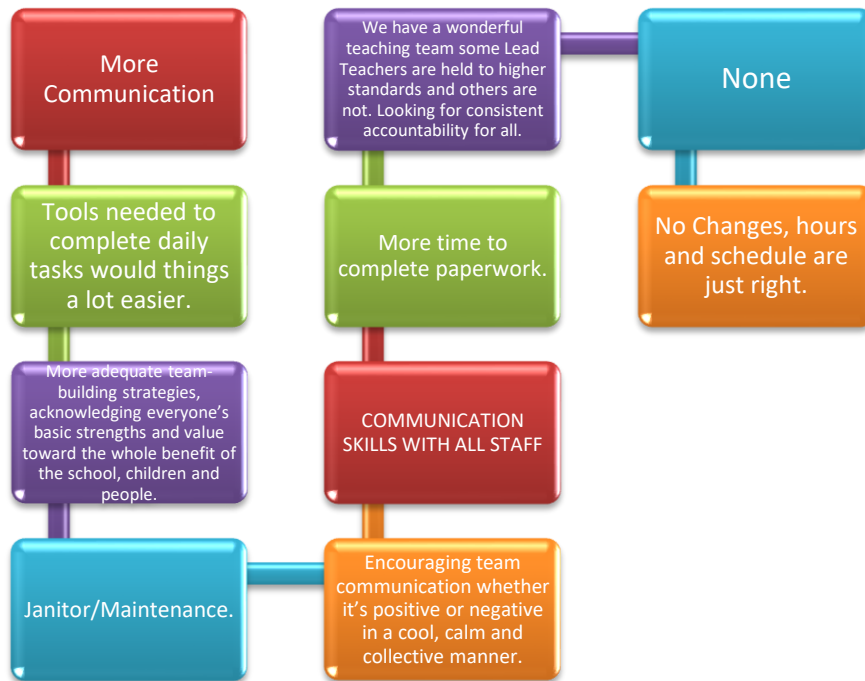 More
Communication
Tools needed to
complete daily
tasks would things
a lot easier.
More adequate team-
building strategies,
acknowledging everyone's
basic strengths and value
toward the whole benefit of
the school, children and
people.
Janitor/Maintenance.
Encouraging team
communication whether
it's positive or negative
in a cool, calm and
collective manner.
COMMUNICATION
SKILLS WITH ALL STAFF
More time to
complete paperwork.
We have a wonderful
teaching team some Lead
Teachers are held to higher
standards and others are
not. Looking for consistent
accountability for all.
None
No Changes, hours
and schedule are
just right.